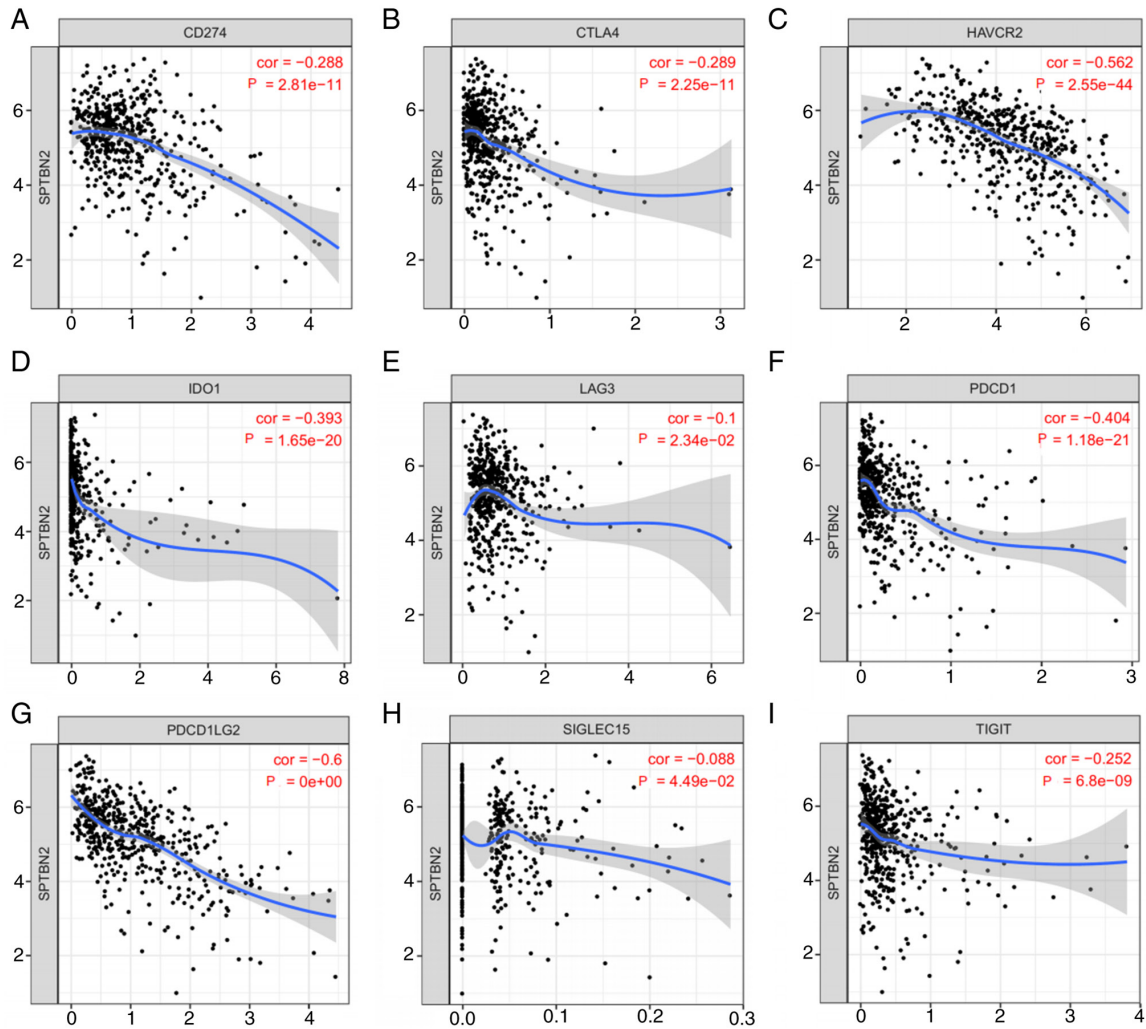 A
CD274
cor = −0.288
P = 2.81e−11
SPTBN2
6
4
2
0 1 2 3 4
B
CTLA4
cor = −0.289
P = 2.25e−11
SPTBN2
6
4
2
0 1 2 3
C
HAVCR2
cor = −0.562
P = 2.55e−44
SPTBN2
6
4
2
2 4 6
D
IDO1
cor = −0.393
P = 1.65e−20
SPTBN2
6
4
2
0 2 4 6 8
E
LAG3
cor = −0.1
P = 2.34e−02
SPTBN2
6
4
2
0 2 4 6
F
PDCD1
cor = −0.404
P = 1.18e−21
SPTBN2
6
4
2
0 1 2 3
G
PDCD1LG2
cor = −0.6
P = 0e+00
SPTBN2
6
4
2
0 1 2 3 4
H
SIGLEC15
cor = −0.088
P = 4.49e−02
SPTBN2
6
4
2
0.0 0.1 0.2 0.3
I
TIGIT
cor = −0.252
P = 6.8e−09
SPTBN2
6
4
2
0 1 2 3 4